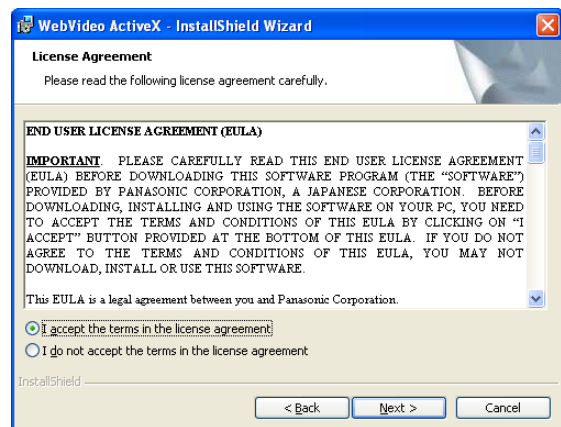 WebVideo ActiveX - InstallShield Wizard
License Agreement
Please read the following license agreement carefully.
END USER LICENSE AGREEMENT (EULA)
IMPORTANT. PLEASE CAREFULLY READ THIS END USER LICENSE AGREEMENT
(EULA) BEFORE DOWNLOADING THIS SOFTWARE PROGRAM (THE “SOFTWARE”)
PROVIDED BY PANASONIC CORPORATION, A JAPANESE CORPORATION. BEFORE
DOWNLOADING, INSTALLING AND USING THE SOFTWARE ON YOUR PC, YOU NEED
TO ACCEPT THE TERMS AND CONDITIONS OF THIS EULA BY CLICKING ON “I
ACCEPT” BUTTON PROVIDED AT THE BOTTOM OF THIS EULA. IF YOU DO NOT
AGREE TO THE TERMS AND CONDITIONS OF THIS EULA, YOU MAY NOT
DOWNLOAD, INSTALL OR USE THIS SOFTWARE.
This EULA is a legal agreement between you and Panasonic Corporation.
I accept the terms in the license agreement
I do not accept the terms in the license agreement
InstallShield
< Back Next > Cancel